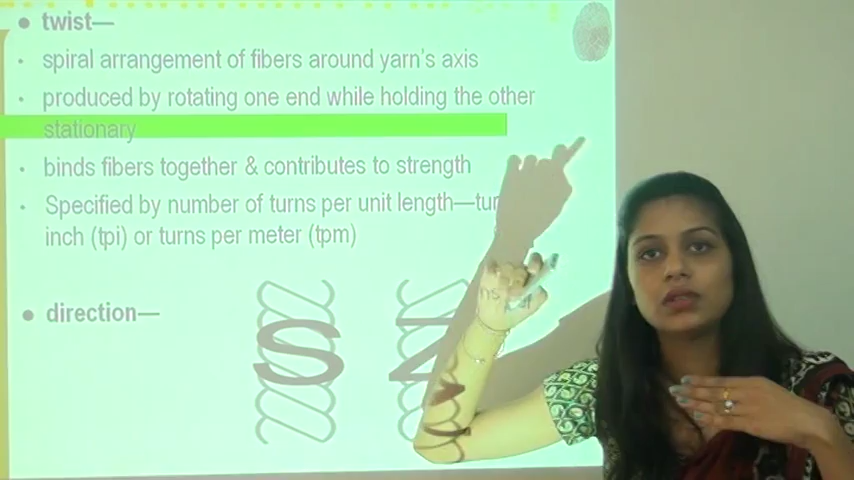 • twist—
• spiral arrangement of fibers around yarn's axis
• produced by rotating one end while holding the other
stationary
• binds fibers together & contributes to strength
• Specified by number of turns per unit length—tur
inch (tpi) or turns per meter (tpm)
• direction—
S Z